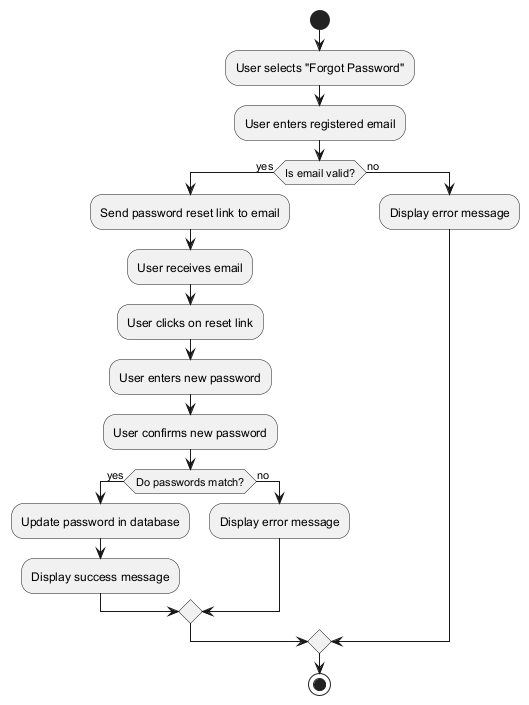 User selects "Forgot Password"
User enters registered email
yes
Is email valid?
no
Send password reset link to email
Display error message
User receives email
User clicks on reset link
User enters new password
User confirms new password
yes
Do passwords match?
no
Update password in database
Display error message
Display success message